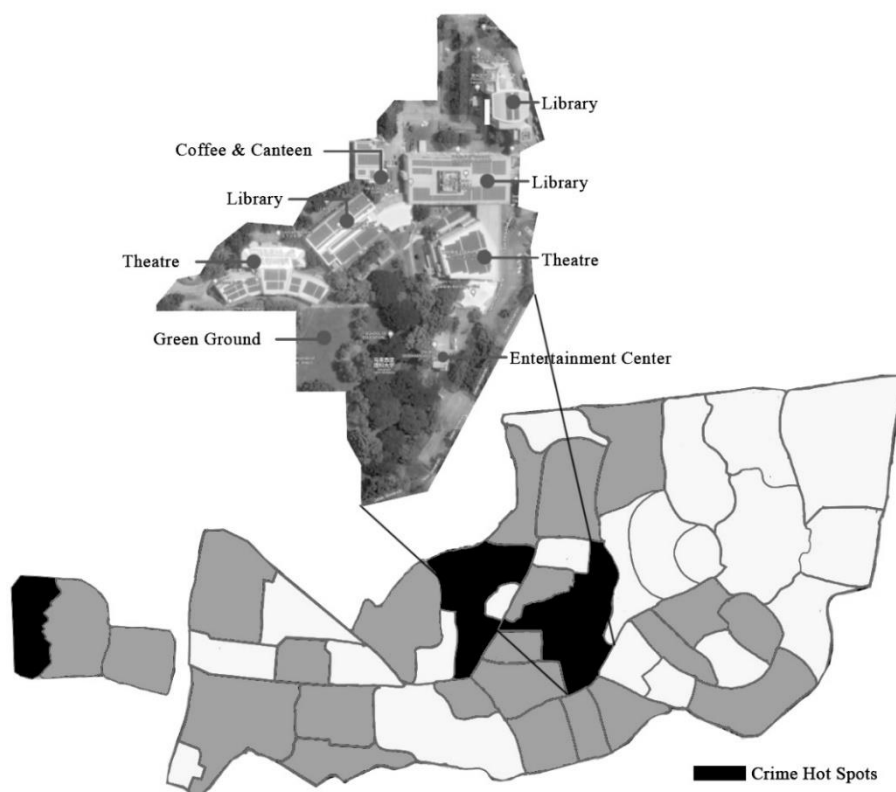 Library
Coffee & Canteen
Library
Library
Theatre
Theatre
Green Ground
Entertainment Center
Crime Hot Spots